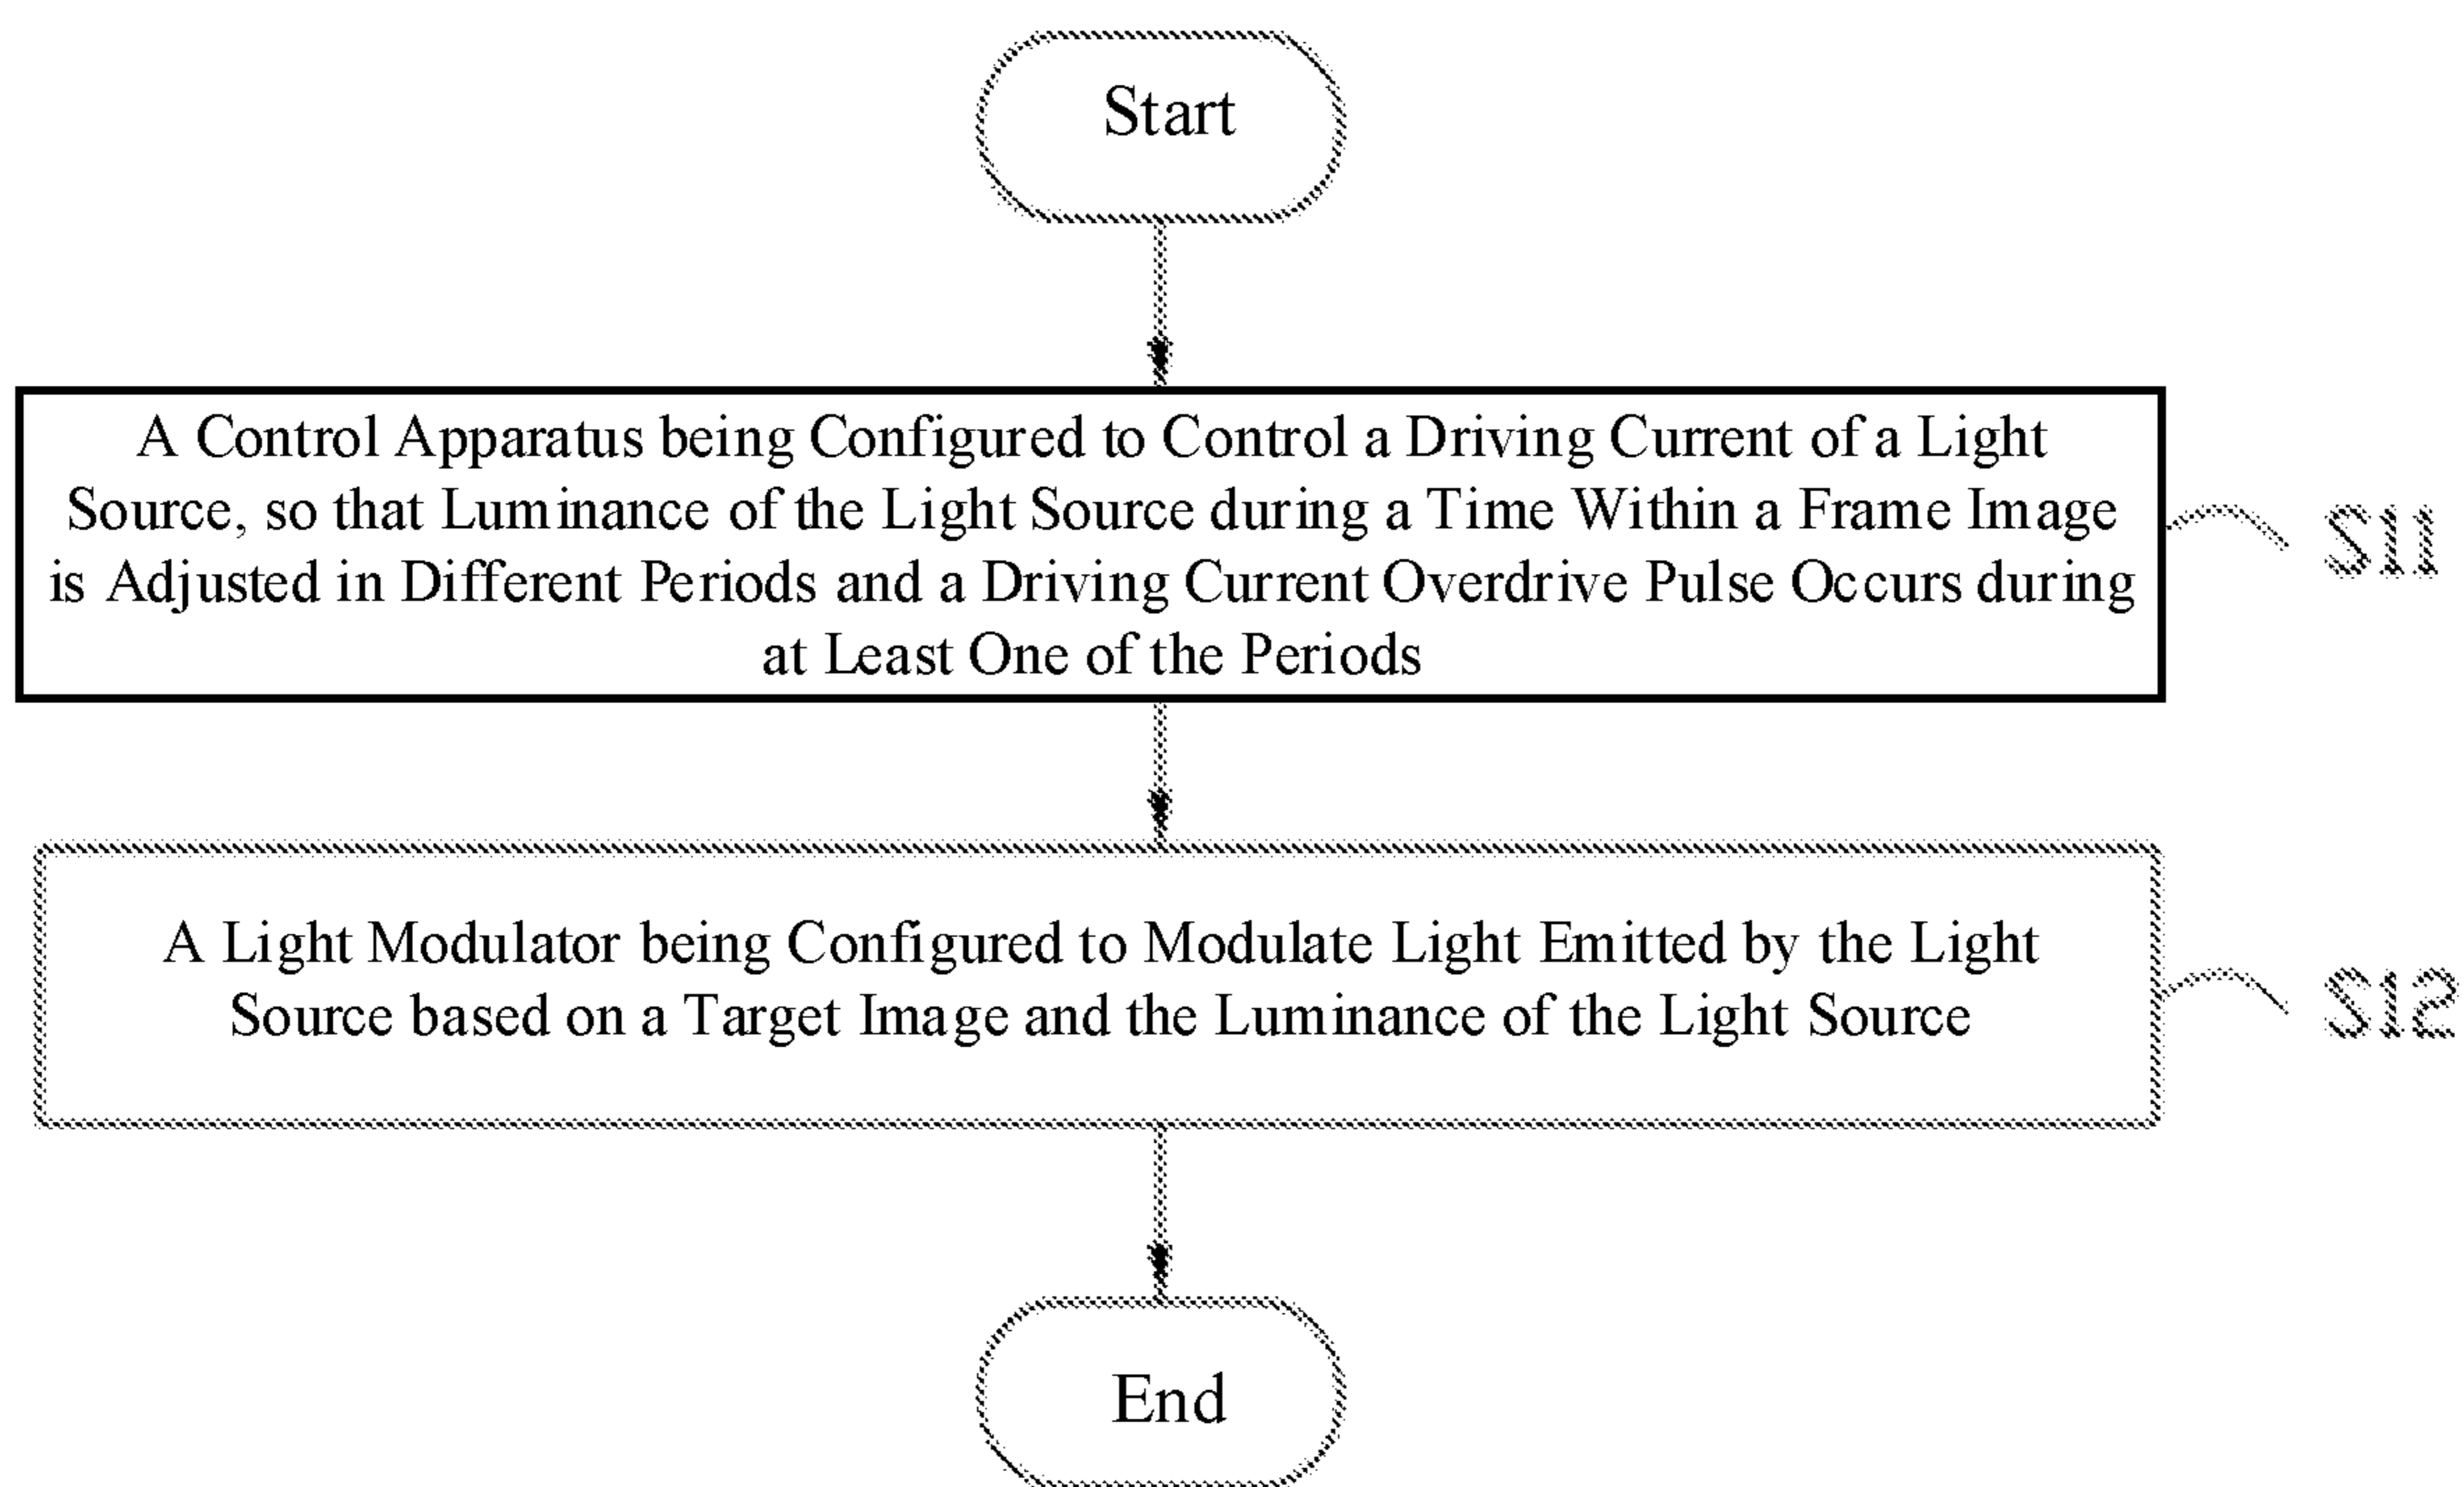 Start
A Control Apparatus being Configured to Control a Driving Current of a Light
Source, so that Luminance of the Light Source during a Time Within a Frame Image
is Adjusted in Different Periods and a Driving Current Overdrive Pulse Occurs during
at Least One of the Periods
S11
A Light Modulator being Configured to Modulate Light Emitted by the Light
Source based on a Target Image and the Luminance of the Light Source
S12
End